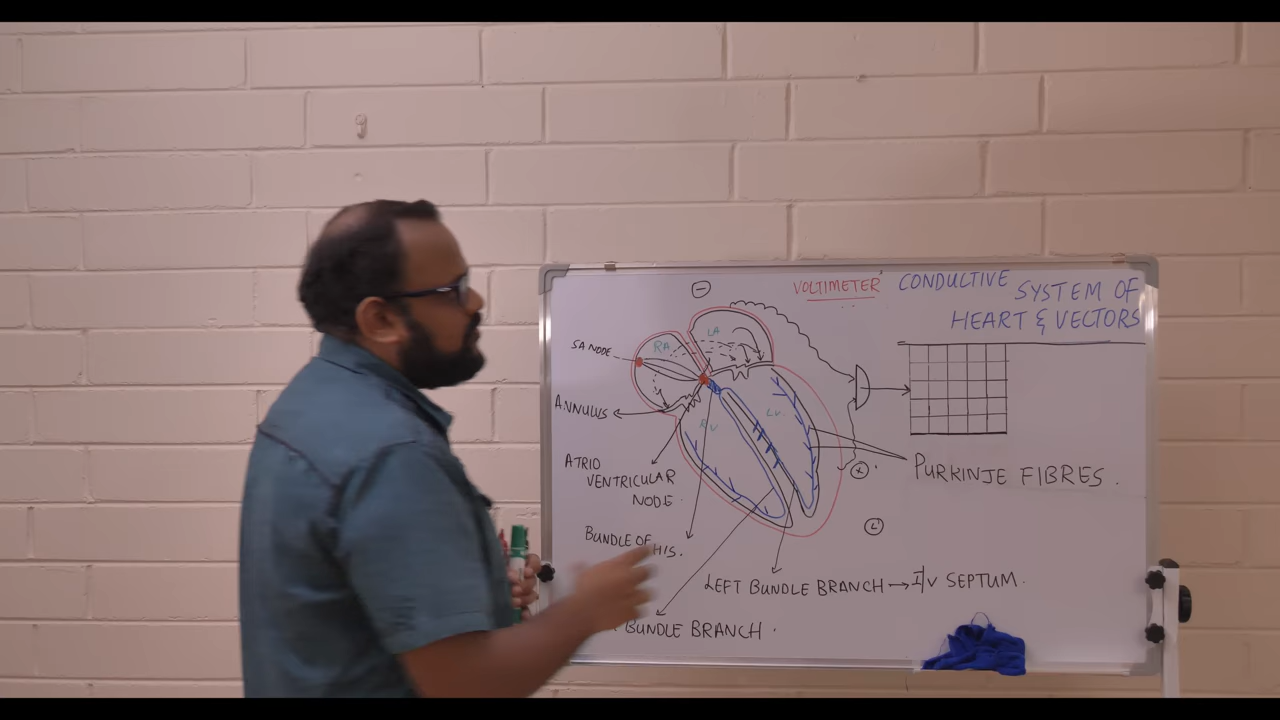 VOLTIMETER
CONDUCTIVE
SYSTEM OF
HEART & VECTORS
SA NODE
RA
LA
ANNULUS
RV
LV
ATRIO
VENTRICULAR
NODE
PURKINJE FIBRES.
BUNDLE OF
HIS.
LEFT BUNDLE BRANCH → I/V SEPTUM.
BUNDLE BRANCH